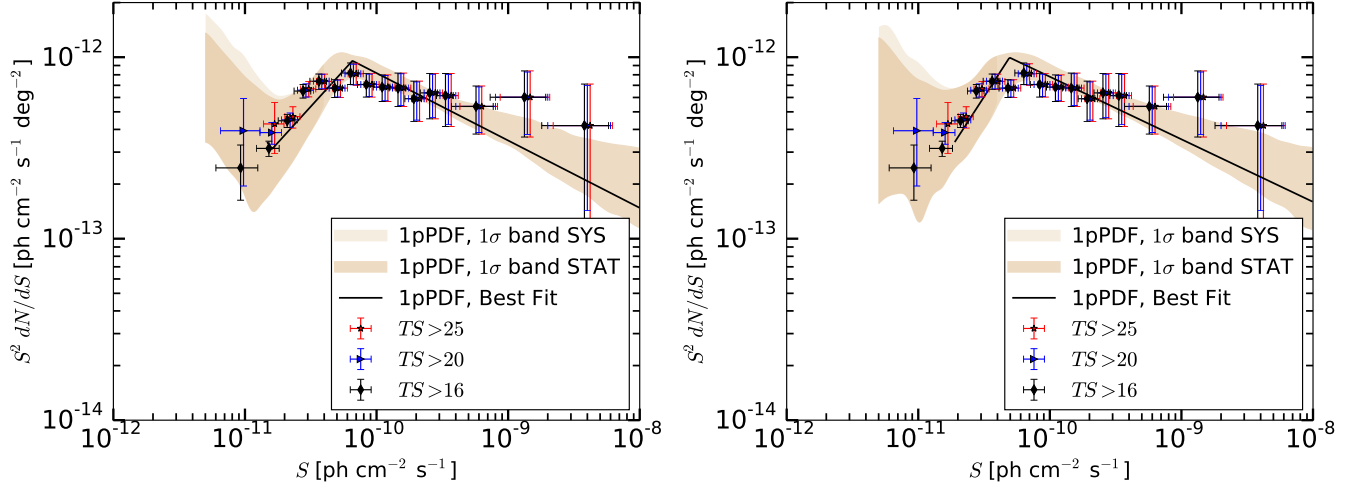 10⁻¹²
10⁻¹³
10⁻¹⁴
S² dN/dS [ph cm⁻² s⁻¹ deg⁻²]
1pPDF, 1σ band SYS
1pPDF, 1σ band STAT
1pPDF, Best Fit
TS>25
TS>20
TS>16
10⁻¹² 10⁻¹¹ 10⁻¹⁰ 10⁻⁹ 10⁻⁸
S [ph cm⁻² s⁻¹]
10⁻¹²
10⁻¹³
10⁻¹⁴
S² dN/dS [ph cm⁻² s⁻¹ deg⁻²]
1pPDF, 1σ band SYS
1pPDF, 1σ band STAT
1pPDF, Best Fit
TS>25
TS>20
TS>16
10⁻¹² 10⁻¹¹ 10⁻¹⁰ 10⁻⁹ 10⁻⁸
S [ph cm⁻² s⁻¹]